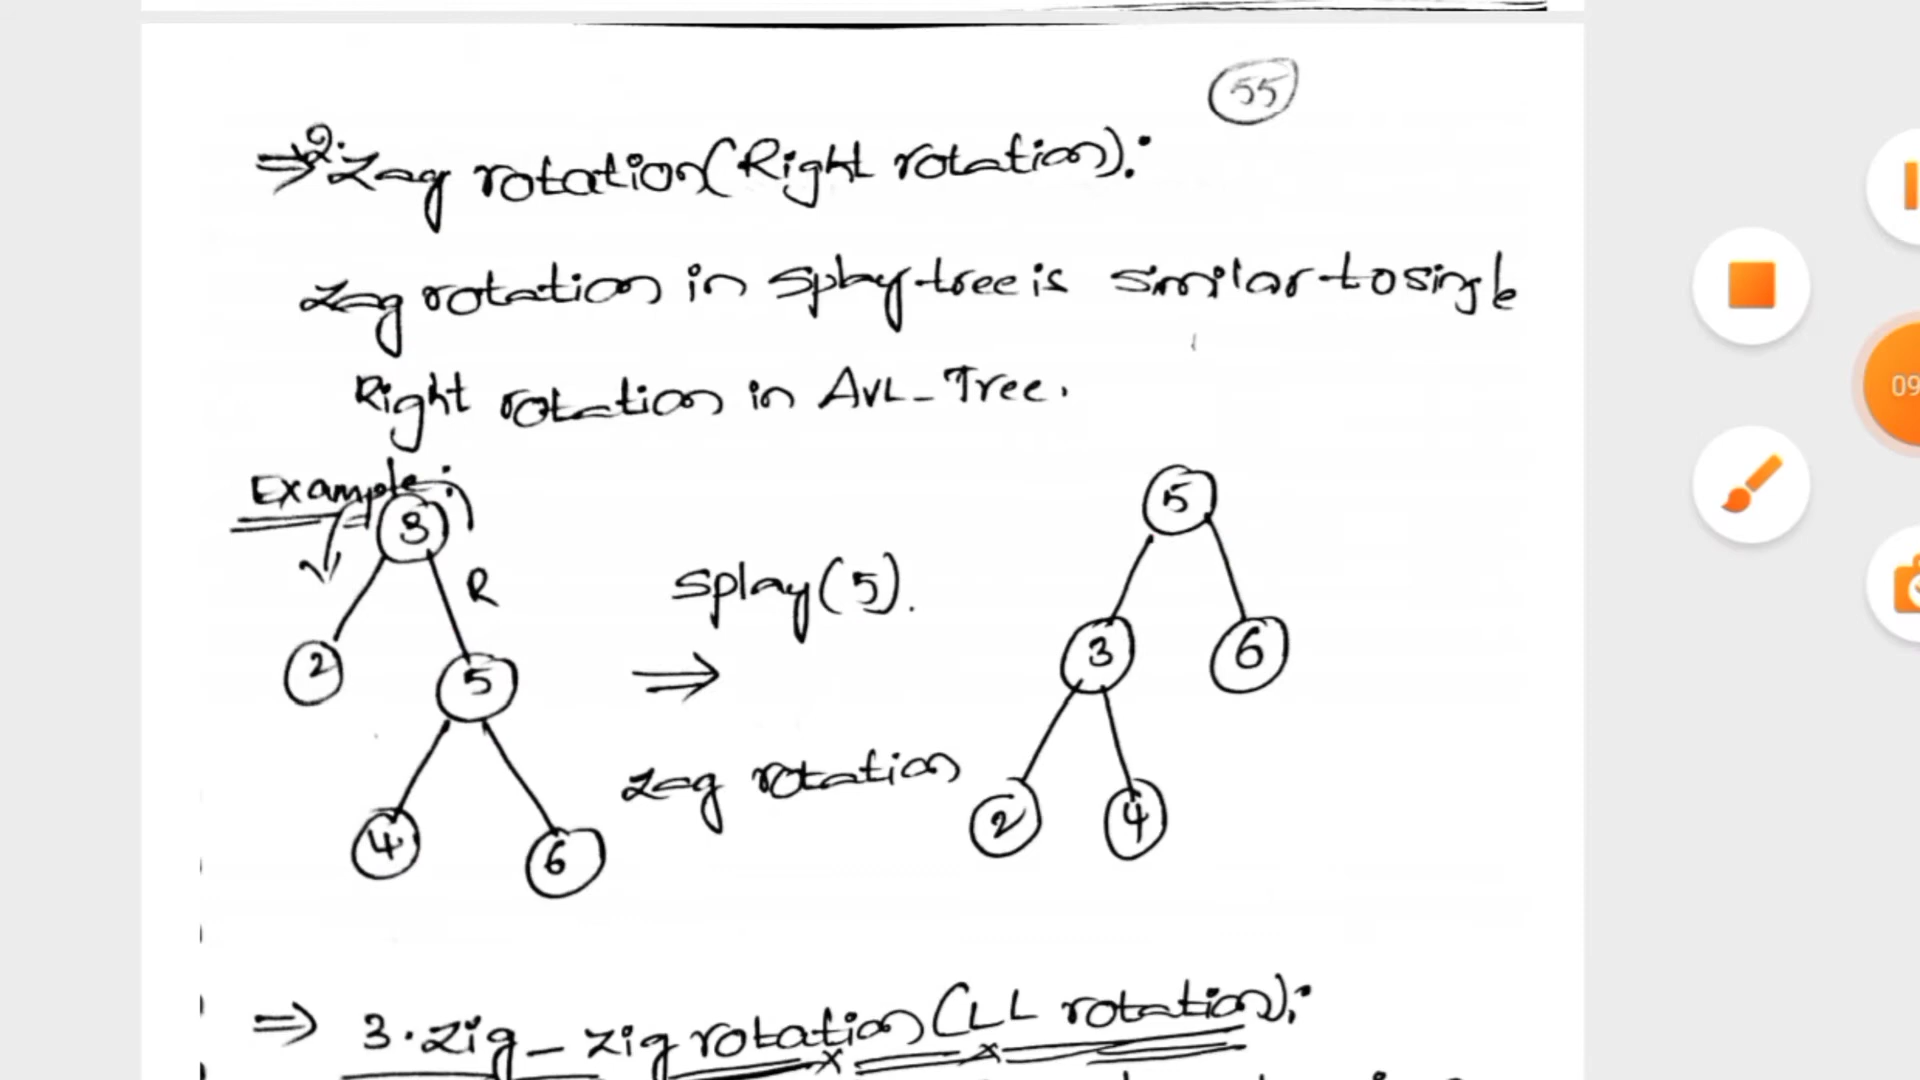 55
⇒ 2. Zag rotation (Right rotation):
Zag rotation in Splay tree is similar to single
Right rotation in AVL-Tree.
Example:
3
R
2
5
4
6
Splay(5).
⇒
Zag rotation
5
3
6
2
4
⇒ 3. Zig-Zig rotation (LL rotation):
09